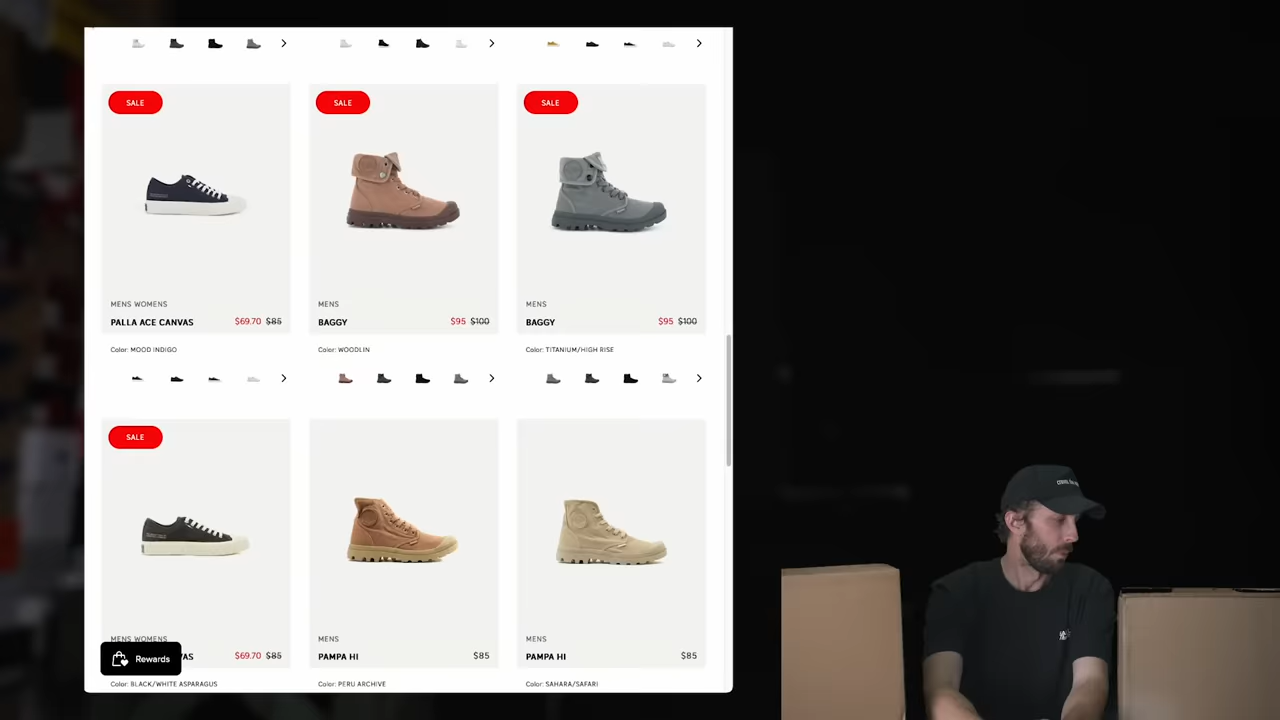 SALE
SALE
SALE
MENS WOMENS
PALLA ACE CANVAS $69.70 $85
Color: MOOD INDIGO
MENS
BAGGY $95 $100
Color: WOODLIN
MENS
BAGGY $95 $100
Color: TITANIUM/HIGH RISE
SALE
MENS WOMENS
$69.70 $85
Rewards
Color: BLACK/WHITE ASPARAGUS
MENS
PAMPA HI $85
Color: PERU ARCHIVE
MENS
PAMPA HI $85
Color: SAHARA/SAFARI